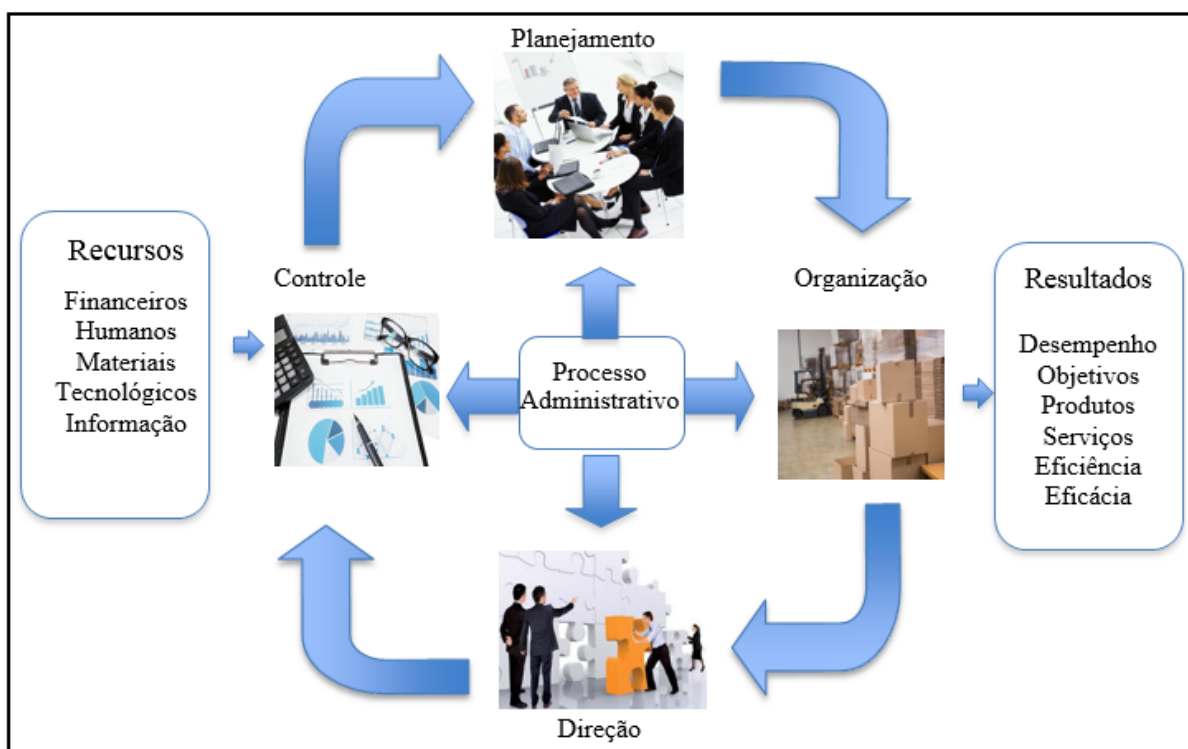 Planejamento
Recursos
Financeiros
Humanos
Materiais
Tecnológicos
Informação
Controle
Processo
Administrativo
Organização
Resultados
Desempenho
Objetivos
Produtos
Serviços
Eficiência
Eficácia
Direção